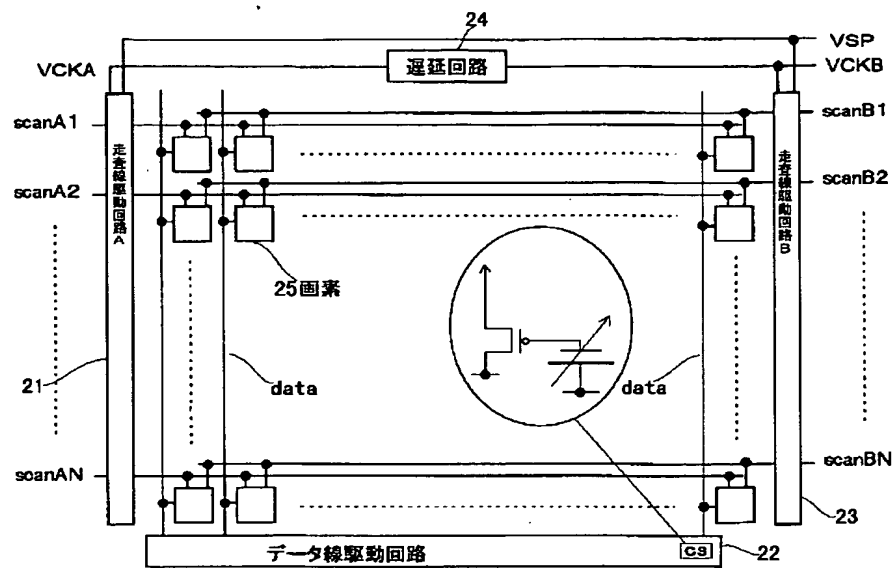 24
VSP
VCKA
遅延回路
VCKB
scanA1
scanB1
走査線駆動回路A
走査線駆動回路B
scanA2
scanB2
25画素
21
data
data
scanAN
scanBN
23
データ線駆動回路
CS
22